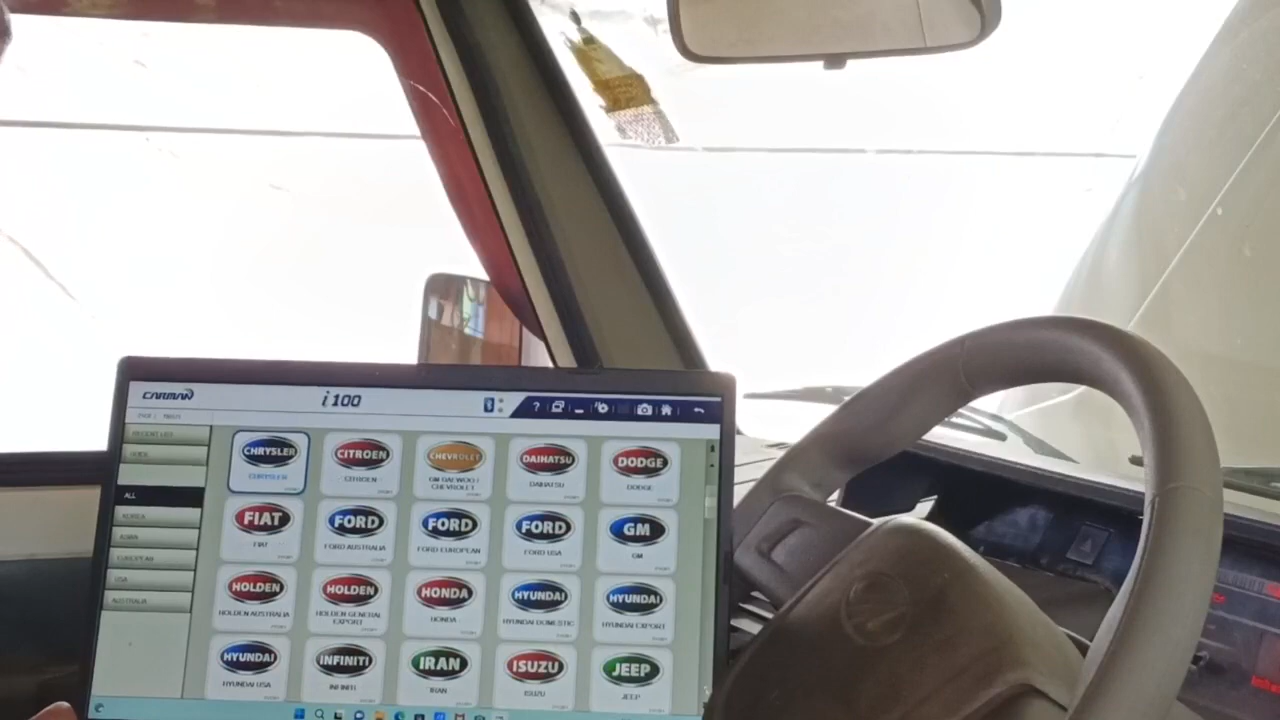 CARMAN
i100
?
RECENT LIST
ALL
KOREA
ASIAN
EUROPEAN
USA
AUSTRALIA
CHRYSLER
CITROEN
CHEVROLET
DAIHATSU
DODGE
CHRYSLER
CITROEN
GM DAEWOO /
CHEVROLET
DAIHATSU
DODGE
FIAT
FORD
FORD
FORD
GM
FIAT
FORD AUSTRALIA
FORD EUROPEAN
FORD USA
GM
HOLDEN
HOLDEN
HONDA
HYUNDAI
HYUNDAI
HOLDEN AUSTRALIA
HOLDEN GENERAL
EXPORT
HONDA
HYUNDAI DOMESTIC
HYUNDAI EXPORT
HYUNDAI
INFINITI
IRAN
ISUZU
JEEP
HYUNDAI USA
INFINITI
IRAN
ISUZU
JEEP